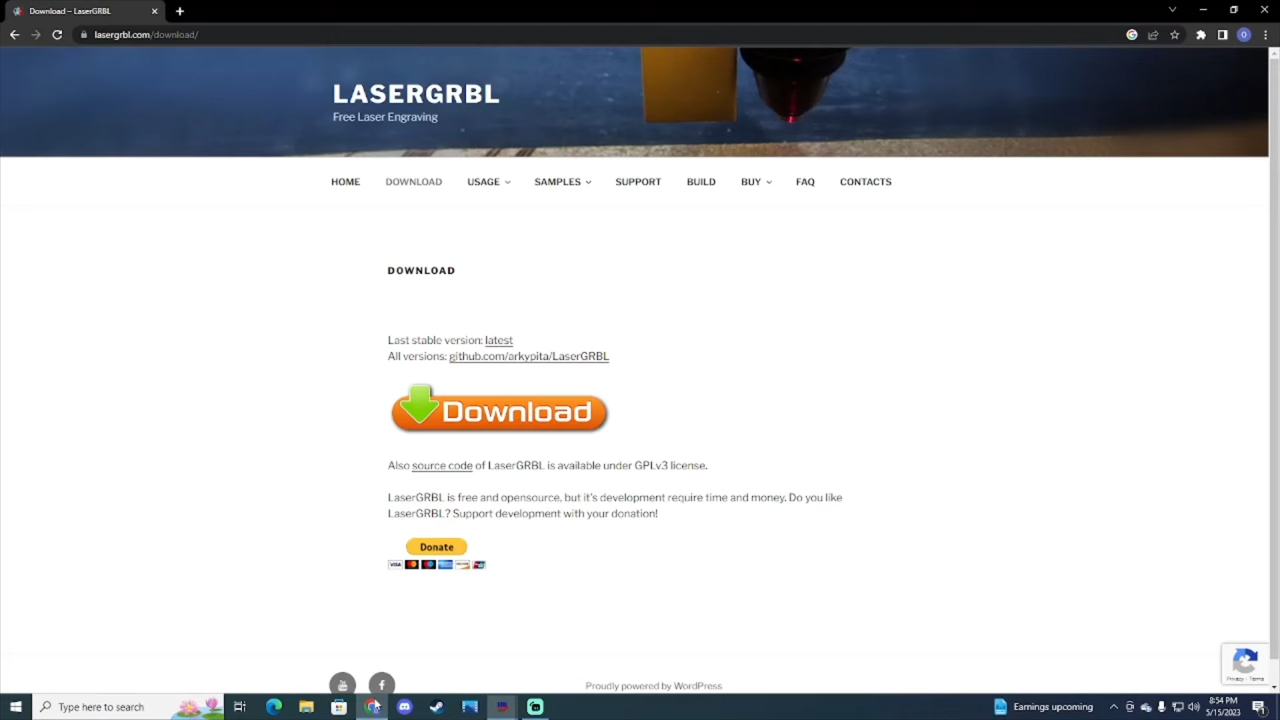 Download – LaserGRBL
lasergrbl.com/download/
LASERGRBL
Free Laser Engraving
HOME
DOWNLOAD
USAGE
SAMPLES
SUPPORT
BUILD
BUY
FAQ
CONTACTS
DOWNLOAD
Last stable version: latest
All versions: github.com/arkypita/LaserGRBL
Download
Also source code of LaserGRBL is available under GPLv3 license.
LaserGRBL is free and opensource, but it's development require time and money. Do you like
LaserGRBL? Support development with your donation!
Donate
VISA
Proudly powered by WordPress
Privacy - Terms
Type here to search
Earnings upcoming
8:54 PM
5/15/2023